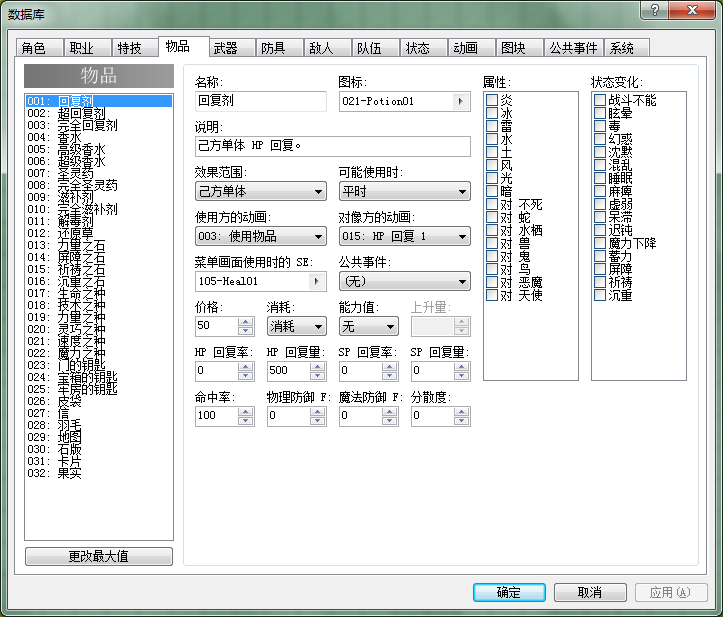 数据库
角色 职业 特技 物品 武器 防具 敌人 队伍 状态 动画 图块 公共事件 系统
物品
001: 回复剂
002: 超回复剂
003: 完全回复剂
004: 香水
005: 高级香水
006: 超级香水
007: 圣灵药
008: 完全圣灵药
009: 滋补剂
010: 完全滋补剂
011: 解毒剂
012: 还原草
013: 力量之石
014: 屏障之石
015: 祈祷之石
016: 沉重之石
017: 生命之种
018: 技术之种
019: 力量之种
020: 灵巧之种
021: 速度之种
022: 魔力之种
023: 门的钥匙
024: 宝箱的钥匙
025: 牢房的钥匙
026: 皮袋
027: 信
028: 羽毛
029: 地图
030: 石版
031: 卡片
032: 果实
更改最大值
名称: 图标:
回复剂 021-Potion01
说明:
己方单体 HP 回复。
效果范围: 可能使用时:
己方单体 平时
使用方的动画: 对像方的动画:
003: 使用物品 015: HP 回复 1
菜单画面使用时的 SE: 公共事件:
105-Heal01 (无)
价格: 消耗: 能力值: 上升量:
50 消耗 无
HP 回复率: HP 回复量: SP 回复率: SP 回复量:
0 500 0 0
命中率: 物理防御 F: 魔法防御 F: 分散度:
100 0 0 0
属性:
炎
冰
雷
水
土
风
光
暗
对 不死
对 蛇
对 水栖
对 兽
对 鬼
对 鸟
对 恶魔
对 天使
状态变化:
战斗不能
眩晕
毒
幻惑
沈默
混乱
睡眠
麻痺
虚弱
呆滞
迟钝
魔力下降
蓄力
屏障
祈祷
沉重
确定 取消 应用(A)